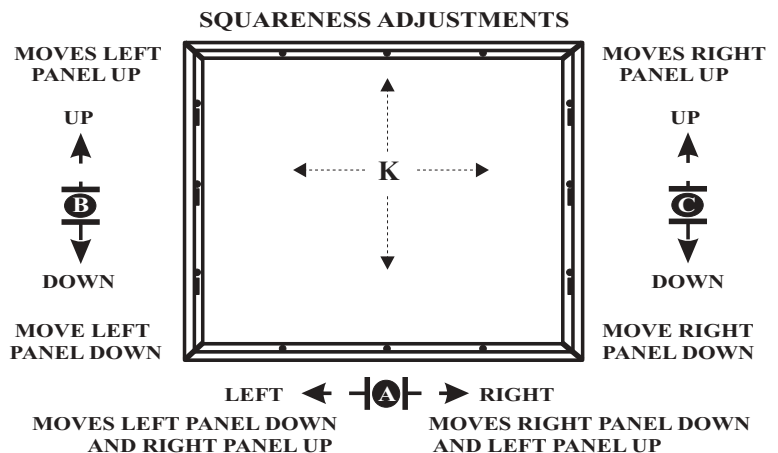 SQUARENESS ADJUSTMENTS
MOVES LEFT
PANEL UP
UP
B
DOWN
MOVE LEFT
PANEL DOWN
K
MOVES RIGHT
PANEL UP
UP
C
DOWN
MOVE RIGHT
PANEL DOWN
LEFT A RIGHT
MOVES LEFT PANEL DOWN
AND RIGHT PANEL UP
MOVES RIGHT PANEL DOWN
AND LEFT PANEL UP